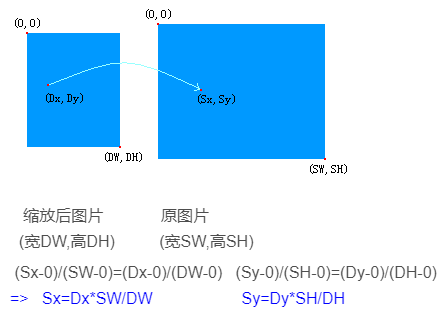 (0,0)
(0,0)
(Dx,Dy)
(Sx,Sy)
(DW,DH)
(SW,SH)
缩放后图片 原图片
(宽DW,高DH) (宽SW,高SH)
(Sx-0)/(SW-0)=(Dx-0)/(DW-0) (Sy-0)/(SH-0)=(Dy-0)/(DH-0)
=> Sx=Dx*SW/DW Sy=Dy*SH/DH